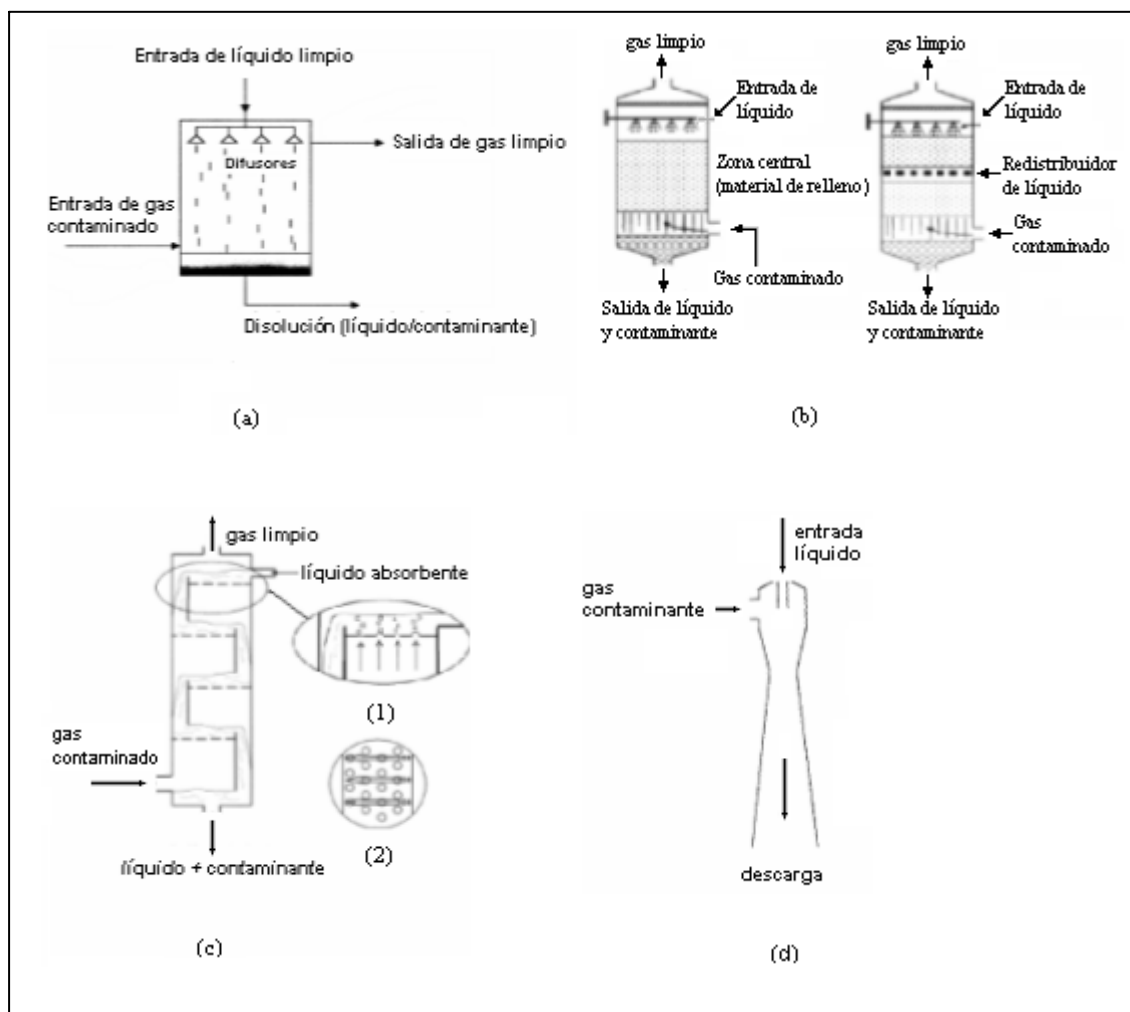 Entrada de líquido limpio
Difusores
Salida de gas limpio
Entrada de gas
contaminado
Disolución (líquido/contaminante)
(a)
gas limpio
Entrada de
líquido
Zona central
(material de relleno)
Gas contaminado
Salida de líquido
y contaminante
gas limpio
Entrada de
líquido
Redistribuidor
de líquido
Gas
contaminado
Salida de líquido
y contaminante
(b)
gas limpio
líquido absorbente
(1)
gas
contaminado
(2)
líquido + contaminante
(c)
entrada
líquido
gas
contaminante
descarga
(d)